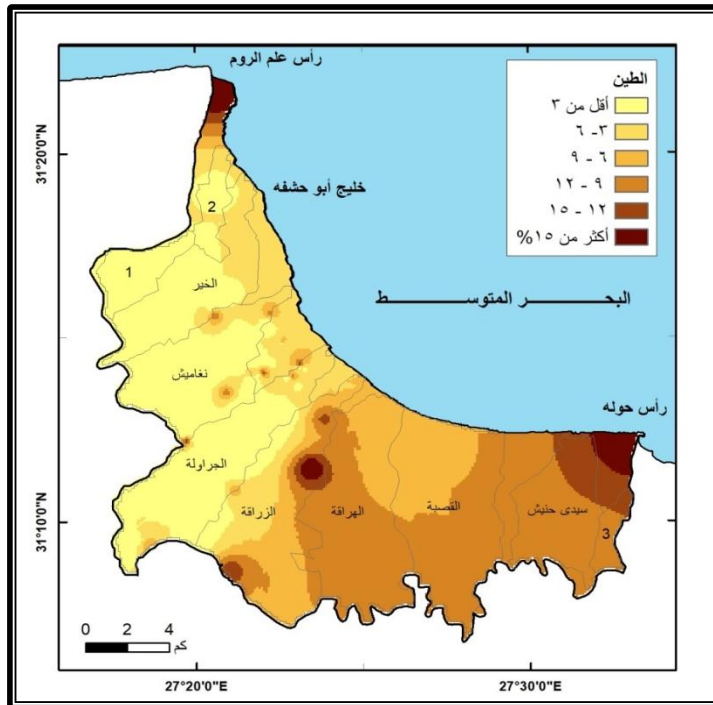 رأس علم الروم
الطين
أقل من ٣
٣- ٦
٦ - ٩
٩ - ١٢
١٢ - ١٥
أكثر من ١٥%
31°20'0"N
خليج أبو حشفه
2
1
الخير
البحـــــر المتوســـــط
نغاميش
رأس حوله
الجراولة
31°10'0"N
الزراقة
الهراقة
القصبة
سيدى حنيش
3
0 2 4
كم
27°20'0"E
27°30'0"E